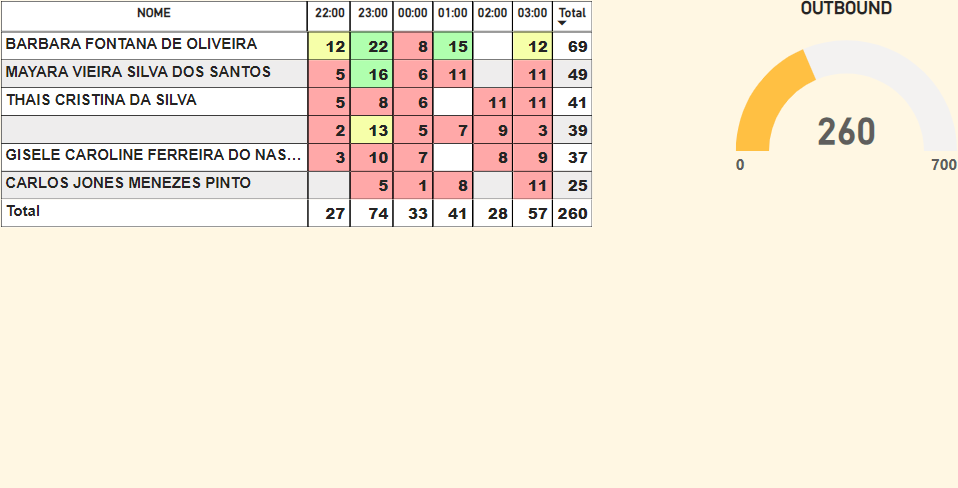 NOME 22:00 23:00 00:00 01:00 02:00 03:00 Total
BARBARA FONTANA DE OLIVEIRA 12 22 8 15 12 69
MAYARA VIEIRA SILVA DOS SANTOS 5 16 6 11 11 49
THAIS CRISTINA DA SILVA 5 8 6 11 11 41
2 13 5 7 9 3 39
GISELE CAROLINE FERREIRA DO NAS... 3 10 7 8 9 37
CARLOS JONES MENEZES PINTO 5 1 8 11 25
Total 27 74 33 41 28 57 260
OUTBOUND
260
0 700